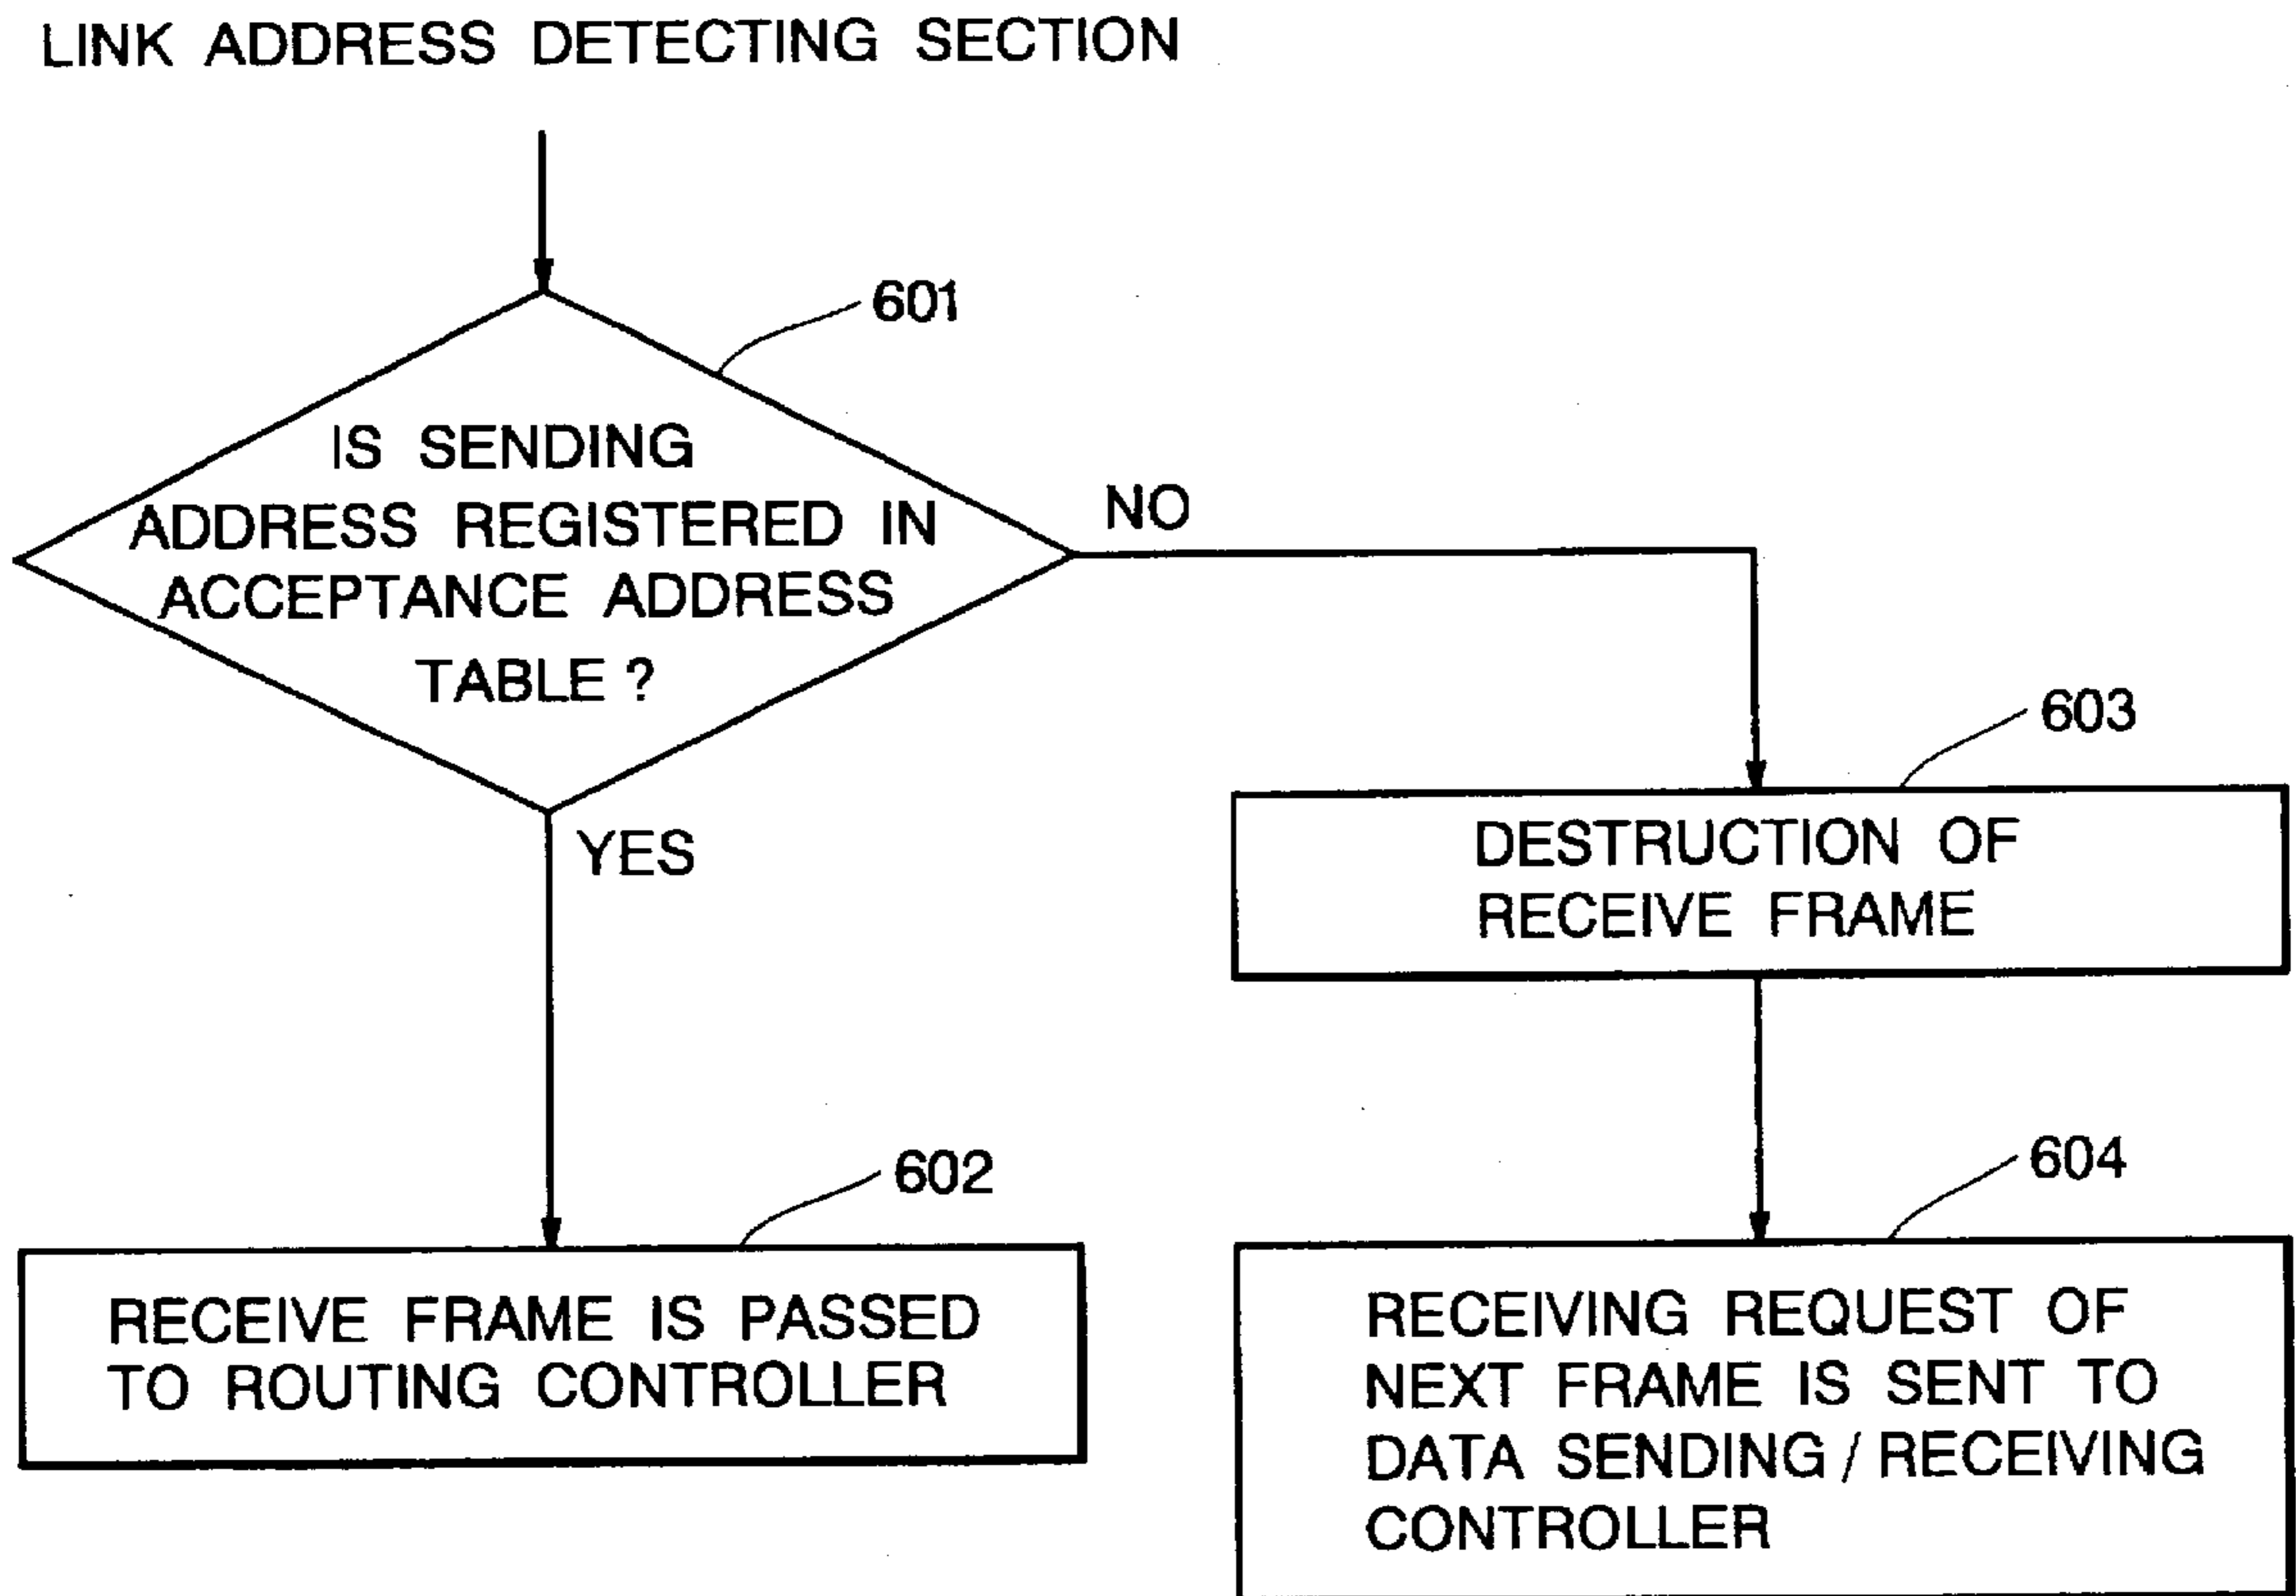 LINK ADDRESS DETECTING SECTION
601
IS SENDING
ADDRESS REGISTERED IN
ACCEPTANCE ADDRESS
TABLE ?
NO
YES
603
DESTRUCTION OF
RECEIVE FRAME
602
RECEIVE FRAME IS PASSED
TO ROUTING CONTROLLER
604
RECEIVING REQUEST OF
NEXT FRAME IS SENT TO
DATA SENDING / RECEIVING
CONTROLLER